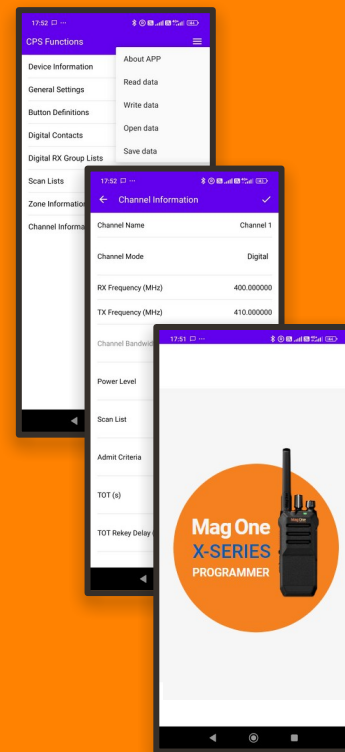 17:52
CPS Functions
About APP
Read data
Write data
Open data
Save data
Device Information
General Settings
Button Definitions
Digital Contacts
Digital RX Group Lists
Scan Lists
Zone Information
Channel Informa
17:52
Channel Information
Channel Name Channel 1
Channel Mode Digital
RX Frequency (MHz) 400.000000
TX Frequency (MHz) 410.000000
Channel Bandwid
Power Level
Scan List
Admit Criteria
TOT (s)
TOT Rekey Delay
17:51
Mag One
Mag One
X-SERIES
PROGRAMMER